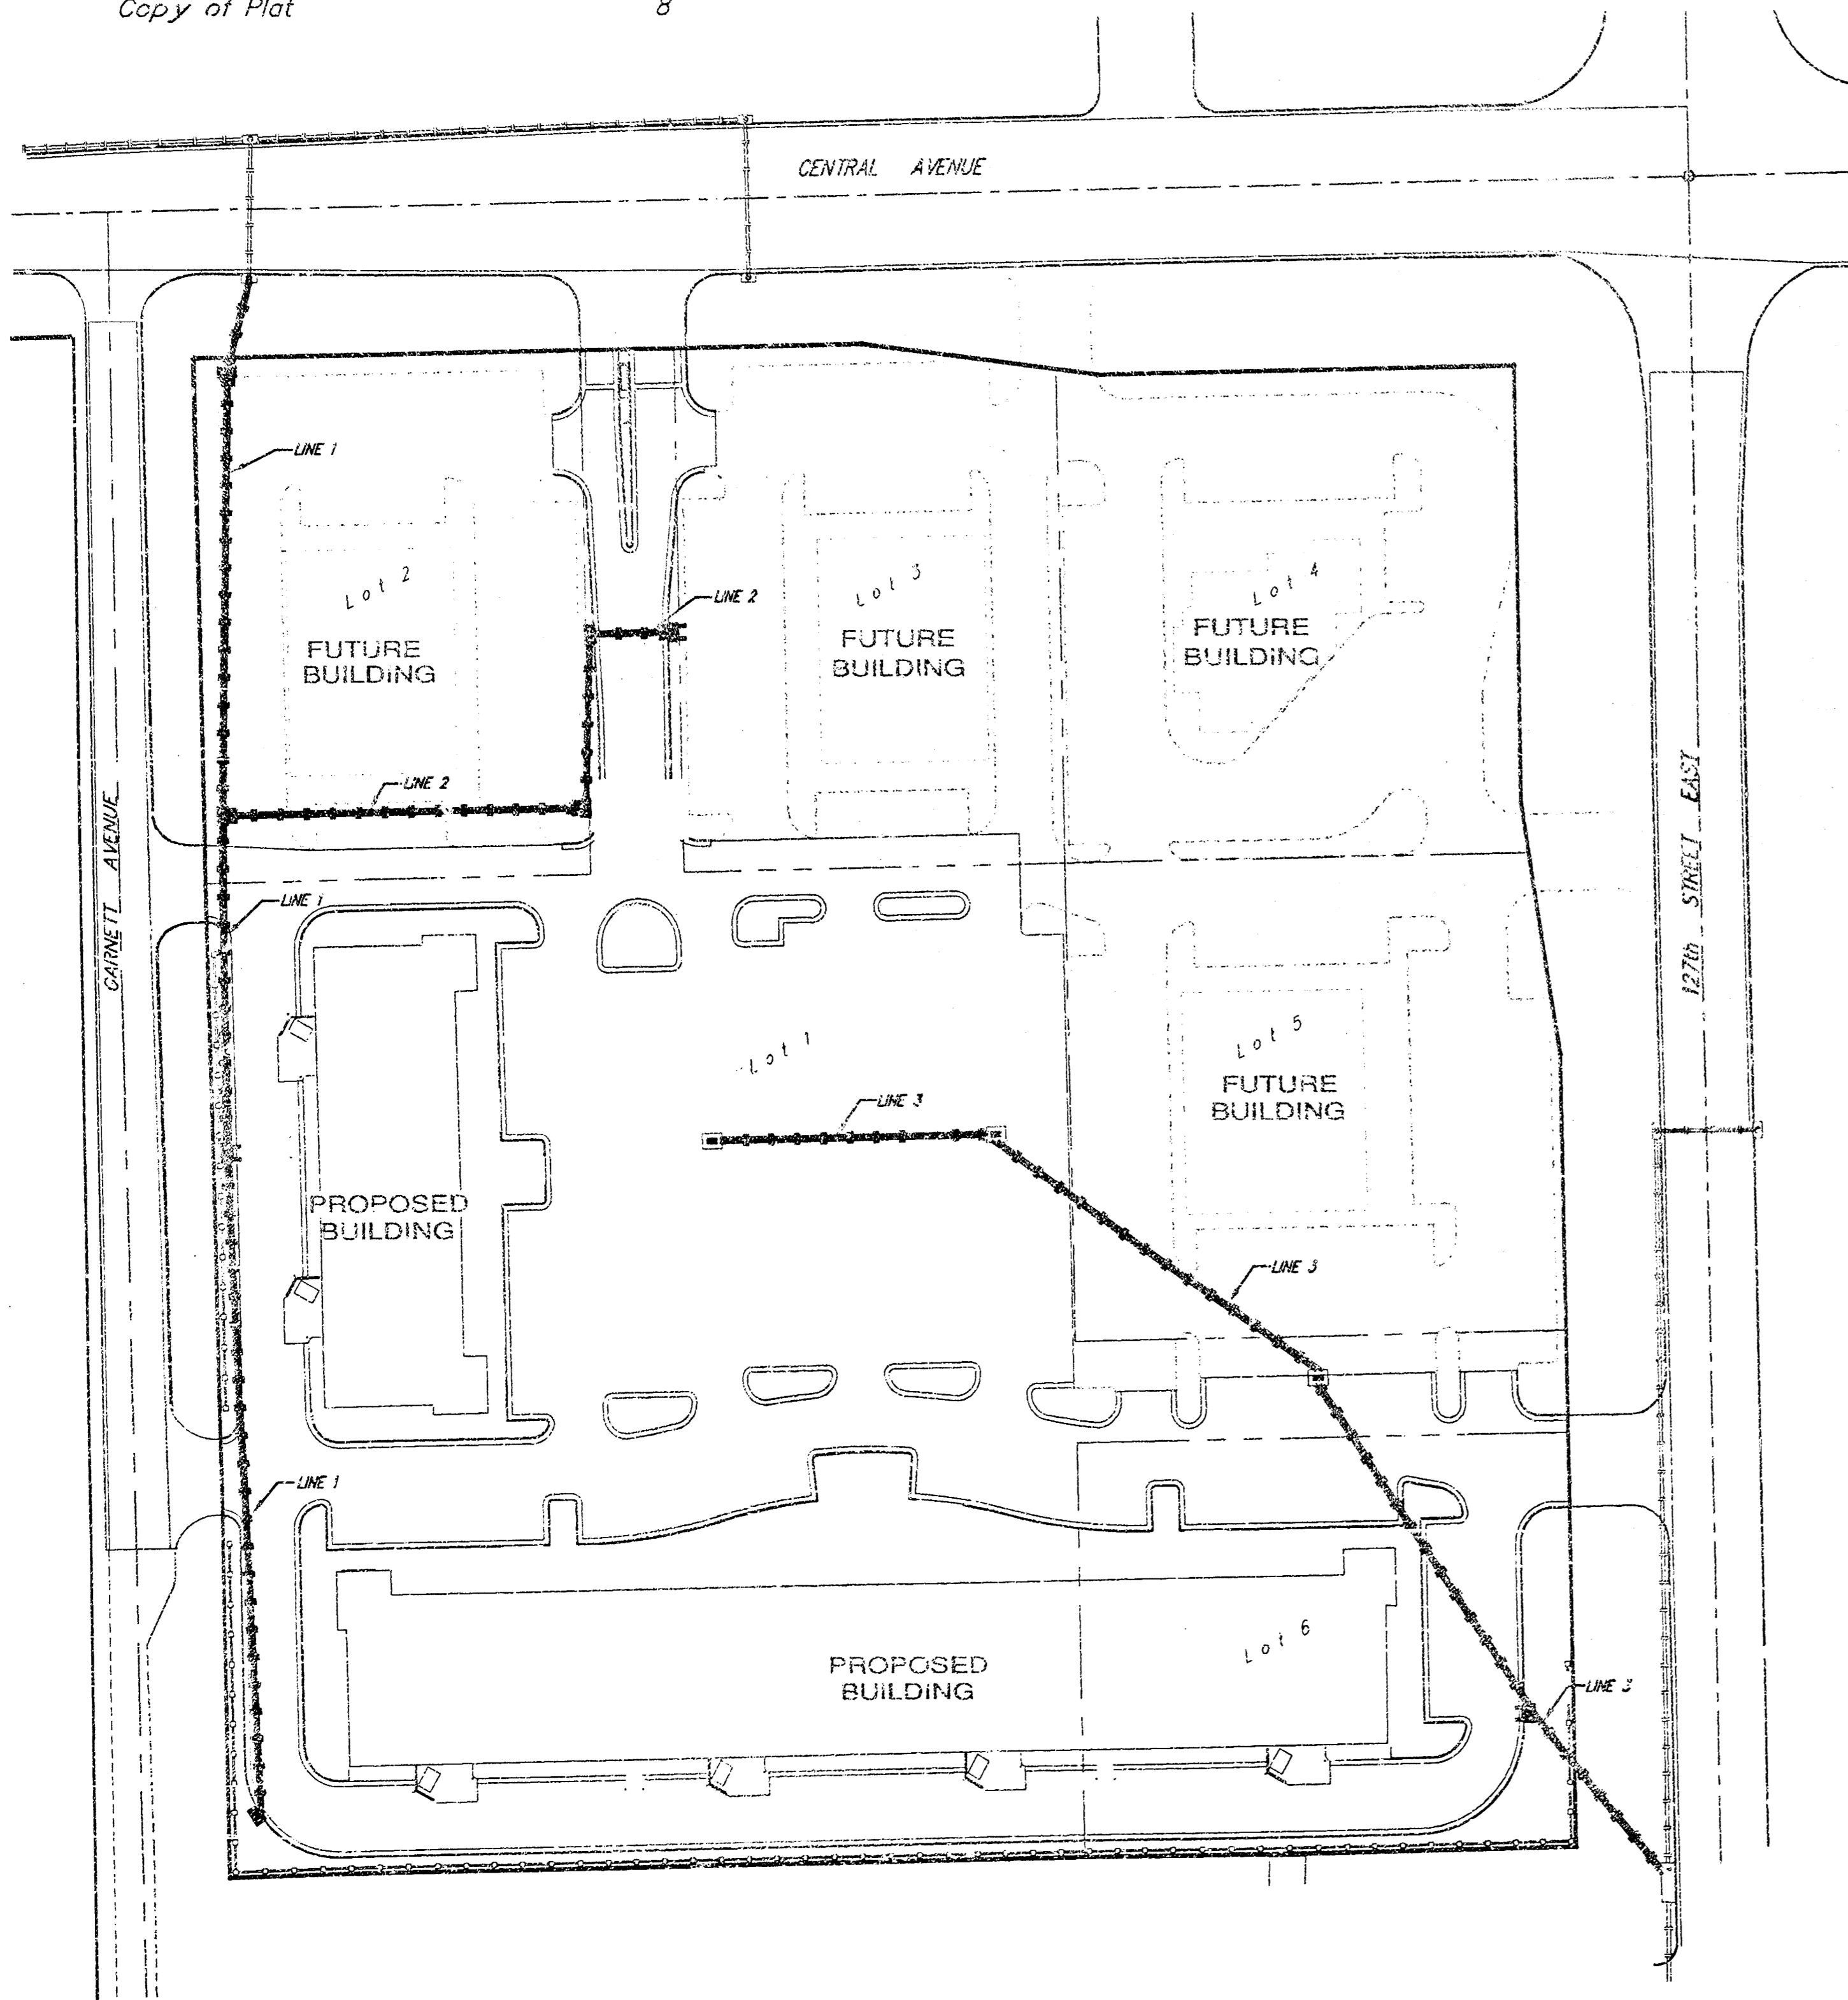 Copy of Plat 8
CENTRAL AVENUE
LINE 1
Lot 2
FUTURE
BUILDING
LINE 2
Lot 3
FUTURE
BUILDING
Lot 4
FUTURE
BUILDING
LINE 2
GARNETT AVENUE
127th STREET EAST
LINE 1
Lot 1
Lot 5
FUTURE
BUILDING
LINE 3
PROPOSED
BUILDING
LINE 3
LINE 1
Lot 6
PROPOSED
BUILDING
LINE 3